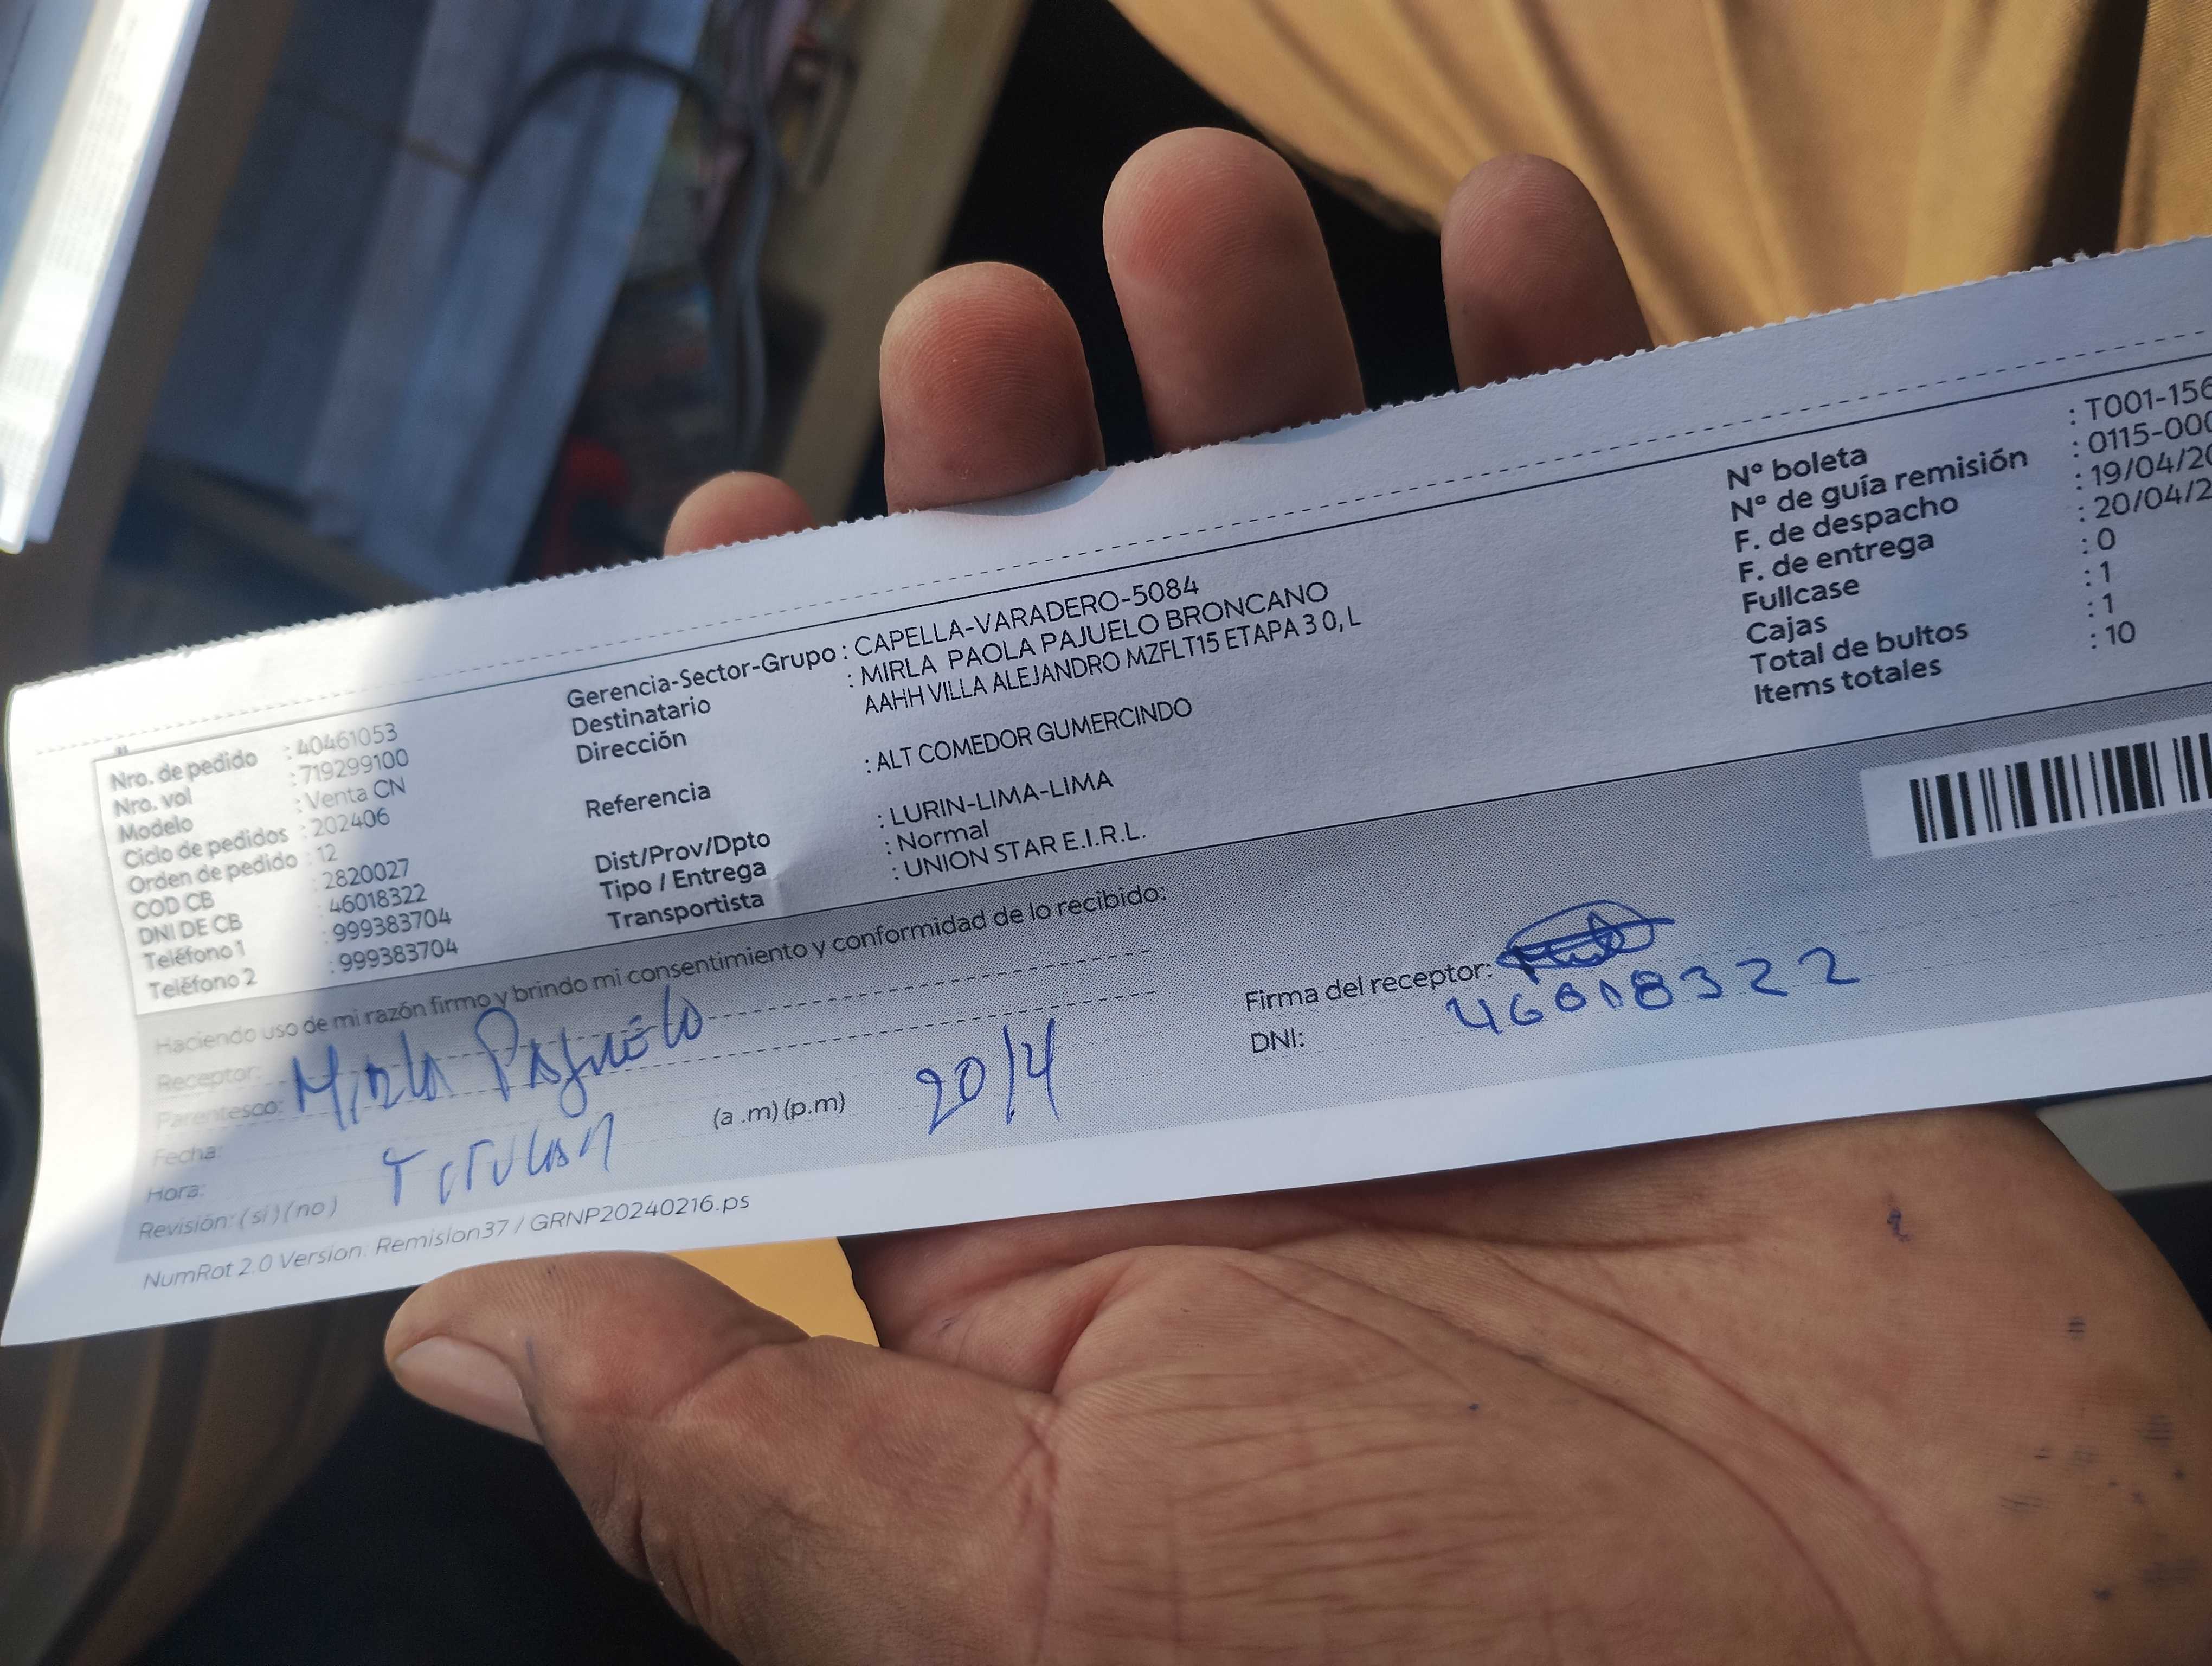 Nro. de pedido : 40461053
Nro. vol : 719299100
Modelo : Venta CN
Ciclo de pedidos : 202406
Orden de pedido : 12
COD CB : 2820027
DNI DE CB : 46018322
Teléfono 1 : 999383704
Teléfono 2 : 999383704
Gerencia-Sector-Grupo : CAPELLA-VARADERO-5084
Destinatario : MIRLA PAOLA PAJUELO BRONCANO
Dirección AAHH VILLA ALEJANDRO MZFLT15 ETAPA 3 0, L
Referencia : ALT COMEDOR GUMERCINDO
Dist/Prov/Dpto : LURIN-LIMA-LIMA
Tipo / Entrega : Normal
Transportista : UNION STAR E.I.R.L.
N° boleta : T001-156
N° de guía remisión : 0115-000
F. de despacho : 19/04/20
F. de entrega : 20/04/2
Fullcase : 0
Cajas : 1
Total de bultos : 1
Items totales : 10
Haciendo uso de mi razón firmo y brindo mi consentimiento y conformidad de lo recibido:
Receptor: Mirla Pajuelo
Parentesco: Titular
Fecha: 20/4
Hora: (a .m) (p.m)
Revisión: (si) (no)
Firma del receptor:
DNI: 46018322
NumRot 2.0 Version: Remision37 / GRNP20240216.ps